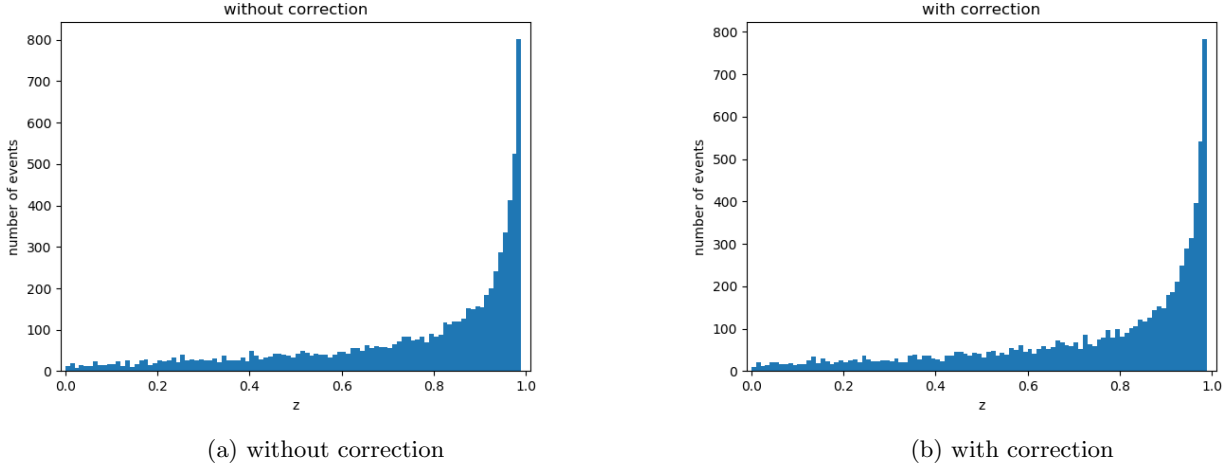 without correction
800
700
600
500
400
300
200
100
0
number of events
0.0 0.2 0.4 0.6 0.8 1.0
z
(a) without correction
with correction
800
700
600
500
400
300
200
100
0
number of events
0.0 0.2 0.4 0.6 0.8 1.0
z
(b) with correction